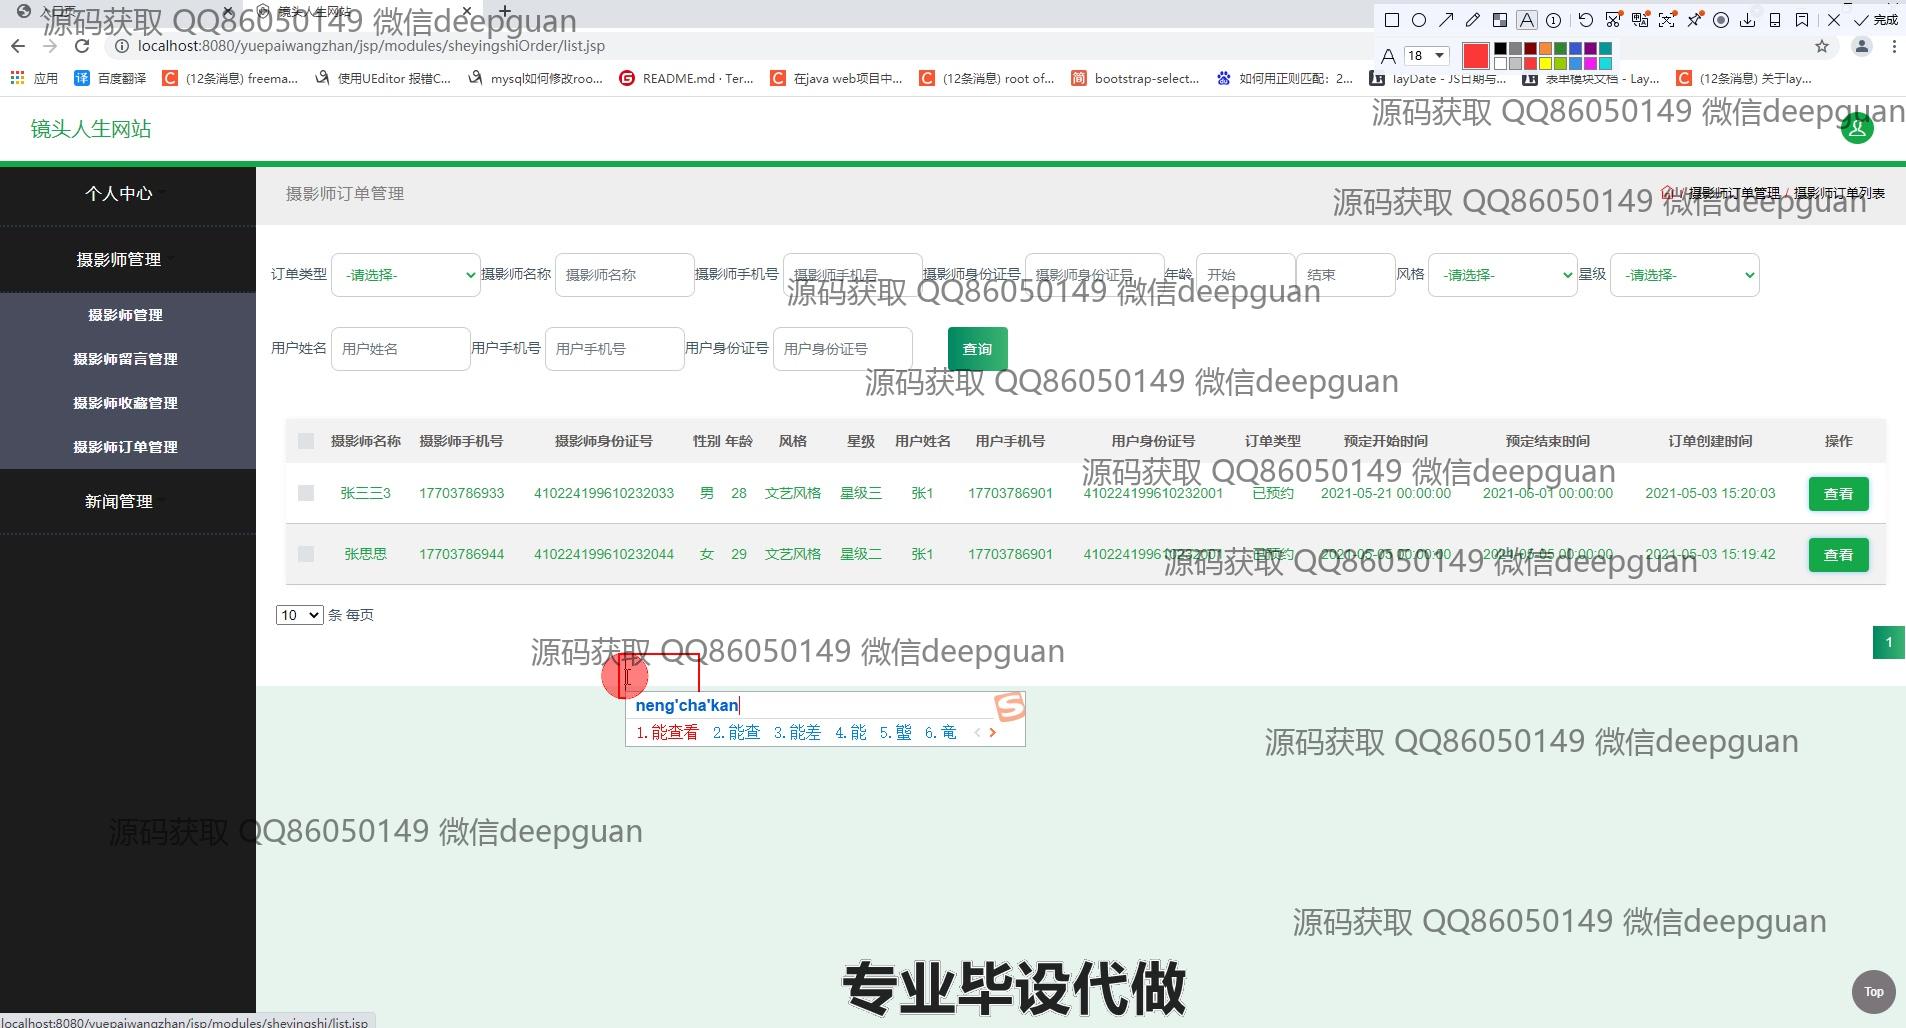 镜头人生网站
源码获取 QQ86050149 微信deepguan
18
完成
localhost:8080/yuepaiwangzhan/jsp/modules/sheyingshiOrder/list.jsp
应用 百度翻译 (12条消息) freema... 使用UEditor 报错C... mysql如何修改roo... README.md · Ter... 在java web项目中... (12条消息) root of... bootstrap-select... 如何用正则匹配：2... layDate - JS日期与... 表单模块文档 - Lay... (12条消息) 关于lay...
源码获取 QQ86050149 微信deepguan
镜头人生网站
个人中心
摄影师订单管理
摄影师订单管理 / 摄影师订单列表
源码获取 QQ86050149 微信deepguan
摄影师管理
订单类型 -请选择- 摄影师名称 摄影师名称 摄影师手机号 摄影师手机号 摄影师身份证号 摄影师身份证号 年龄 开始 结束 风格 -请选择- 星级 -请选择-
源码获取 QQ86050149 微信deepguan
摄影师管理
用户姓名 用户姓名 用户手机号 用户手机号 用户身份证号 用户身份证号 查询
摄影师留言管理
源码获取 QQ86050149 微信deepguan
摄影师收藏管理
摄影师订单管理
摄影师名称 摄影师手机号 摄影师身份证号 性别 年龄 风格 星级 用户姓名 用户手机号 用户身份证号 订单类型 预定开始时间 预定结束时间 订单创建时间 操作
源码获取 QQ86050149 微信deepguan
新闻管理
张三三3 17703786933 410224199610232033 男 28 文艺风格 星级三 张1 17703786901 410224199610232001 已预约 2021-05-21 00:00:00 2021-06-01 00:00:00 2021-05-03 15:20:03 查看
张思思 17703786944 410224199610232044 女 29 文艺风格 星级二 张1 17703786901 410224199610232001 已预约 2021-05-05 00:00:00 2021-05-05 00:00:00 2021-05-03 15:19:42 查看
源码获取 QQ86050149 微信deepguan
10 条 每页
1
源码获取 QQ86050149 微信deepguan
neng'cha'kan
1.能查看 2.能查 3.能差 4.能 5.螚 6.竜
源码获取 QQ86050149 微信deepguan
源码获取 QQ86050149 微信deepguan
源码获取 QQ86050149 微信deepguan
专业毕设代做
Top
localhost:8080/yuepaiwangzhan/jsp/modules/sheyingshi/list.jsp